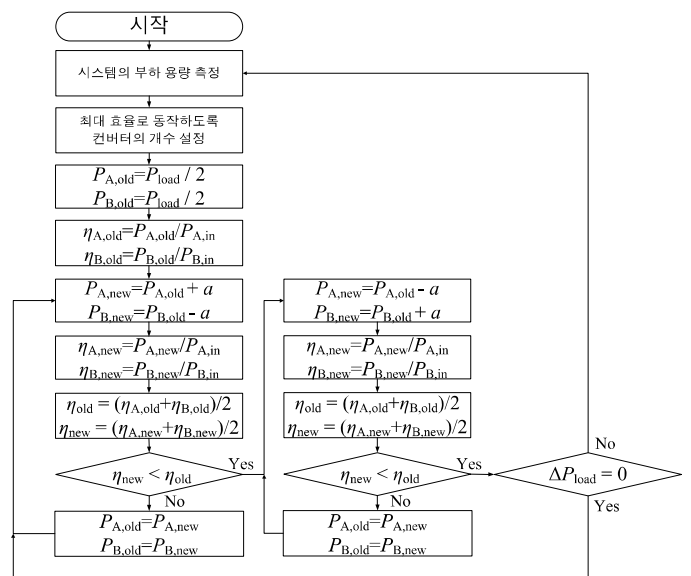 시작
시스템의 부하 용량 측정
최대 효율로 동작하도록
컨버터의 개수 설정
P_A,old=P_load / 2
P_B,old=P_load / 2
η_A,old=P_A,old/P_A,in
η_B,old=P_B,old/P_B,in
P_A,new=P_A,old + a
P_B,new=P_B,old - a
η_A,new=P_A,new/P_A,in
η_B,new=P_B,new/P_B,in
η_old = (η_A,old+η_B,old)/2
η_new = (η_A,new+η_B,new)/2
η_new < η_old
Yes
No
P_A,old=P_A,new
P_B,old=P_B,new
P_A,new=P_A,old - a
P_B,new=P_B,old + a
η_A,new=P_A,new/P_A,in
η_B,new=P_B,new/P_B,in
η_old = (η_A,old+η_B,old)/2
η_new = (η_A,new+η_B,new)/2
η_new < η_old
Yes
No
P_A,old=P_A,new
P_B,old=P_B,new
No
ΔP_load = 0
Yes